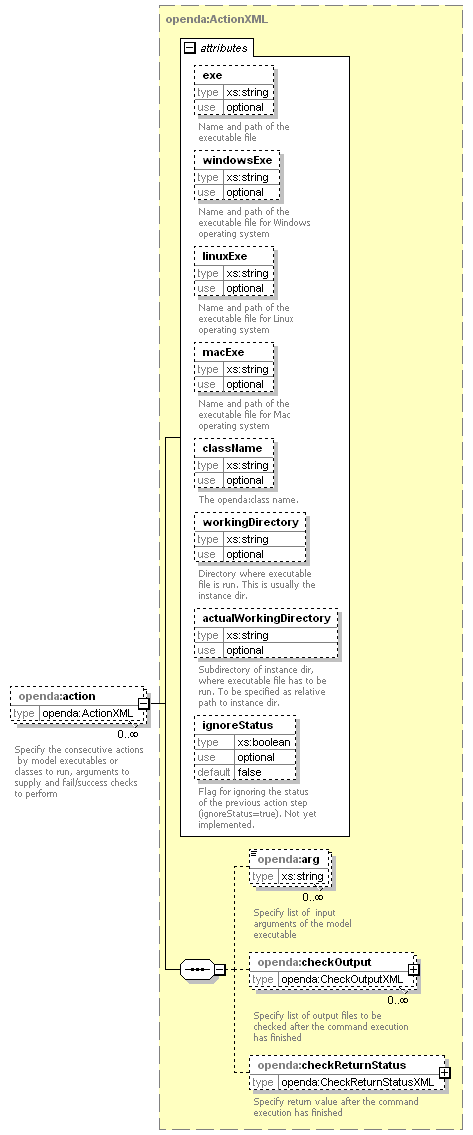 openda:ActionXML
attributes
exe
type xs:string
use optional
Name and path of the
executable file
windowsExe
type xs:string
use optional
Name and path of the
executable file for Windows
operating system
linuxExe
type xs:string
use optional
Name and path of the
executable file for Linux
operating system
macExe
type xs:string
use optional
Name and path of the
executable file for Mac
operating system
className
type xs:string
use optional
The openda:class name.
workingDirectory
type xs:string
use optional
Directory where executable
file is run. This is usually the
instance dir.
actualWorkingDirectory
type xs:string
use optional
Subdirectory of instance dir,
where executable file has to be
run. To be specified as relative
path to instance dir.
ignoreStatus
type xs:boolean
use optional
default false
Flag for ignoring the status
of the previous action step
(ignoreStatus=true). Not yet
implemented.
openda:action
type openda:ActionXML
0..∞
Specify the consecutive actions
by model executables or
classes to run, arguments to
supply and fail/success checks
to perform
openda:arg
type xs:string
0..∞
Specify list of input
arguments of the model
executable
openda:checkOutput
type openda:CheckOutputXML
0..∞
Specify list of output files to be
checked after the command execution
has finished
openda:checkReturnStatus
type openda:CheckReturnStatusXML
Specify return value after the command
execution has finished